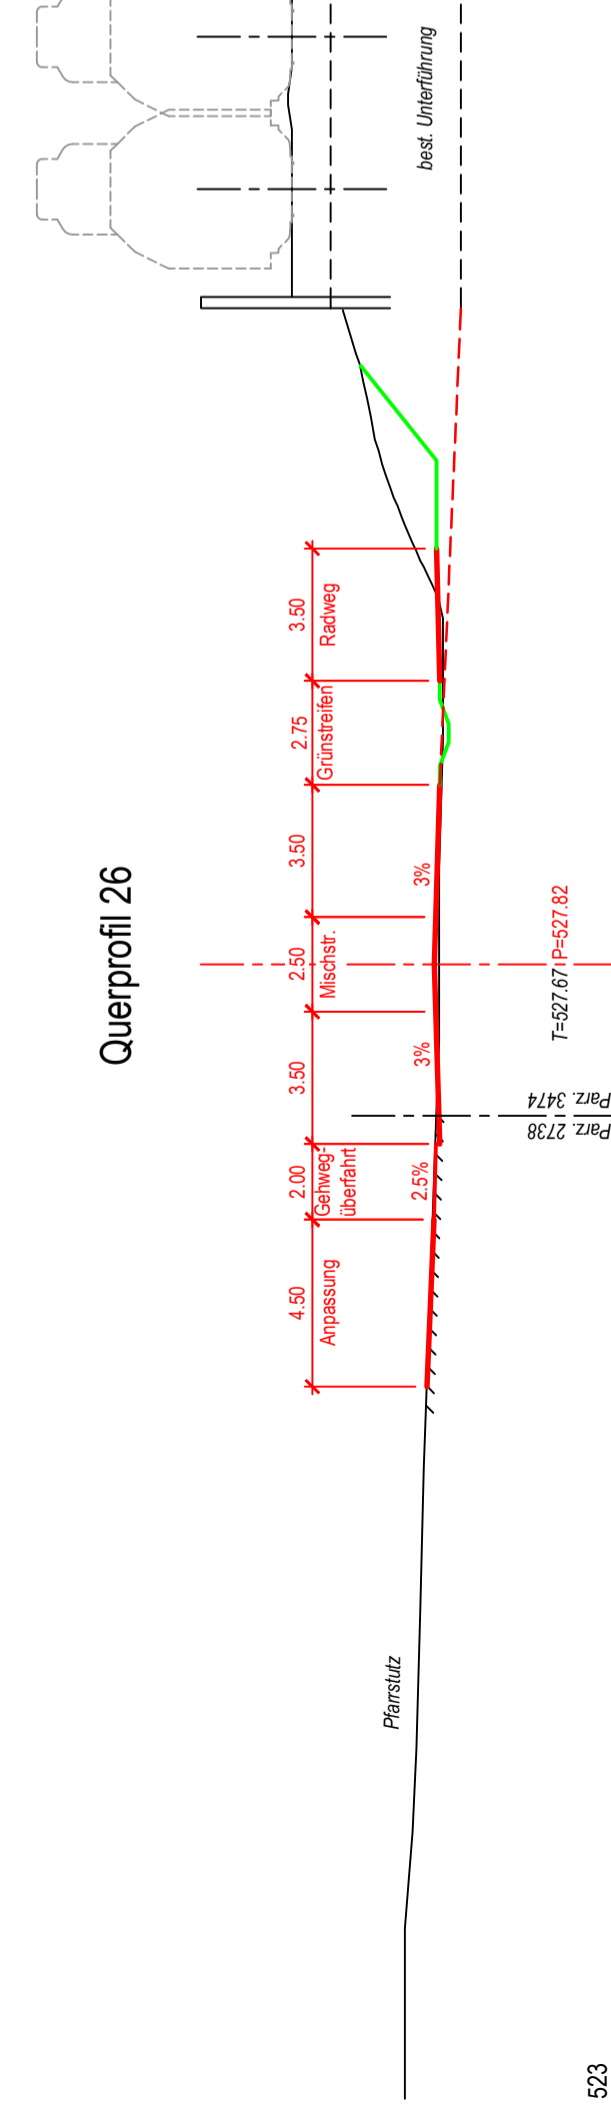 Querprofil 26
best. Unterführung
4.50
Anpassung
2.00
Gehweg-
überfahrt
3.50
2.50
Mischstr.
3.50
2.75
Grünstreifen
3.50
Radweg
2.5%
3%
3%
Pfarrstutz
T=527.67 P=527.82
Parz. 2738
Parz. 3474
523